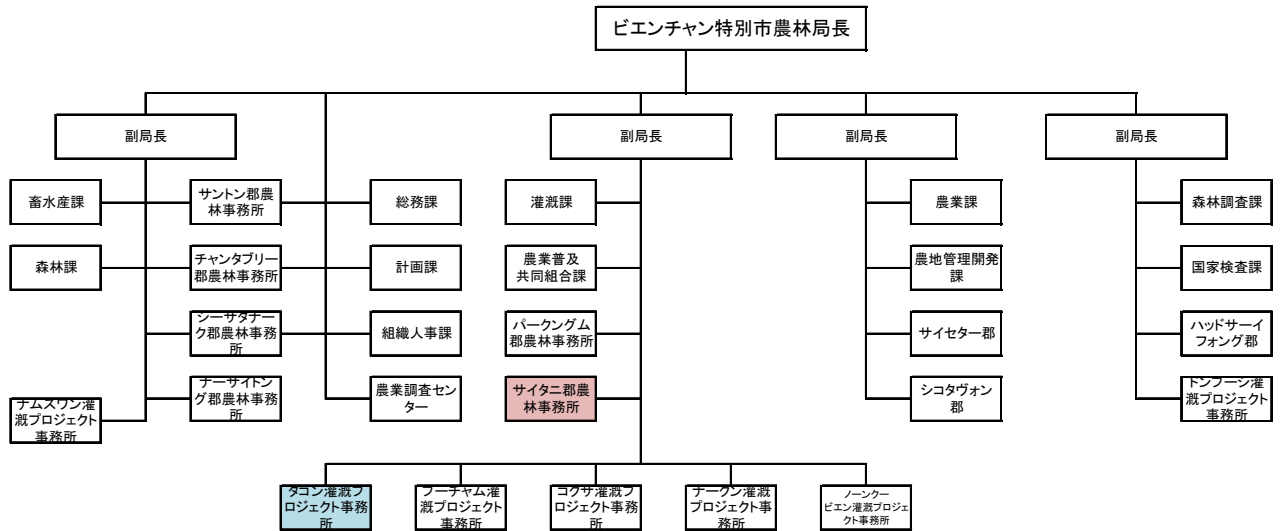 ビエンチャン特別市農林局長
副局長
副局長
副局長
副局長
畜水産課
サントン郡農
林事務所
総務課
灌漑課
農業課
森林調査課
森林課
チャンタブリー
郡農林事務所
計画課
農業普及
共同組合課
農地管理開発
課
国家検査課
シーサタナー
ク郡農林事務
所
組織人事課
パークングム
郡農林事務所
サイセター郡
ハッドサーイ
フォング郡
ナムスワン灌
漑プロジェクト
事務所
ナーサイトン
グ郡農林事務
所
農業調査セン
ター
サイタニ郡農
林事務所
シコタヴォン
郡
ドンフーシ灌
漑プロジェクト
事務所
タゴン灌漑プ
ロジェクト事務
所
フーチャム灌
漑プロジェクト
事務所
コクサ灌漑プ
ロジェクト事務
所
ナークン灌漑
プロジェクト事
務所
ノーンクー
ビエン灌漑プロジェ
クト事務所